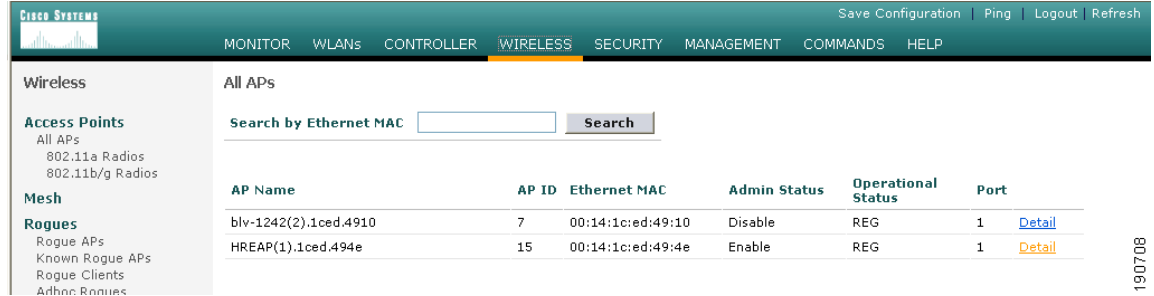 CISCO SYSTEMS
Save Configuration | Ping | Logout | Refresh
MONITOR WLANs CONTROLLER WIRELESS SECURITY MANAGEMENT COMMANDS HELP
Wireless
Access Points
All APs
802.11a Radios
802.11b/g Radios
Mesh
Rogues
Rogue APs
Known Rogue APs
Rogue Clients
Adhoc Rogues
All APs
Search by Ethernet MAC Search
AP Name AP ID Ethernet MAC Admin Status Operational Status Port
blv-1242(2).1ced.4910 7 00:14:1c:ed:49:10 Disable REG 1 Detail
HREAP(1).1ced.494e 15 00:14:1c:ed:49:4e Enable REG 1 Detail
190708